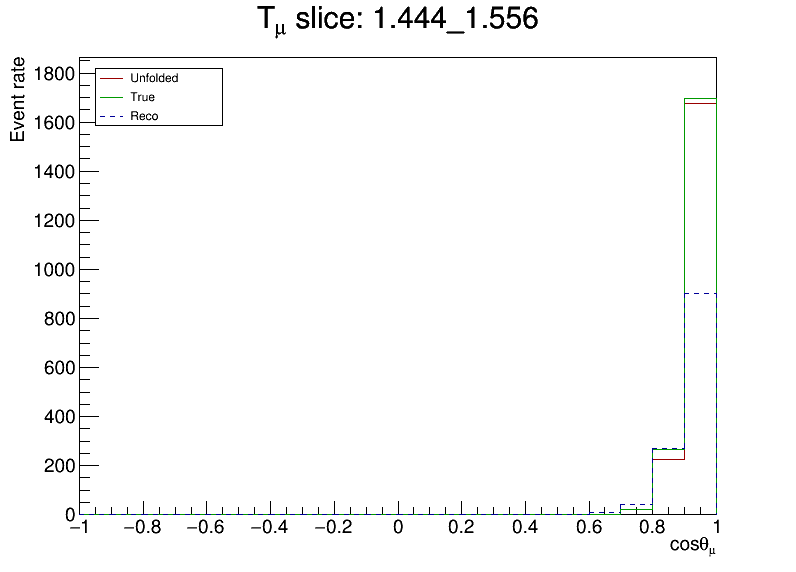 Tμ slice: 1.444_1.556
Event rate
Unfolded
True
Reco
1800
1600
1400
1200
1000
800
600
400
200
0
−1 −0.8 −0.6 −0.4 −0.2 0 0.2 0.4 0.6 0.8 1
cosθμ